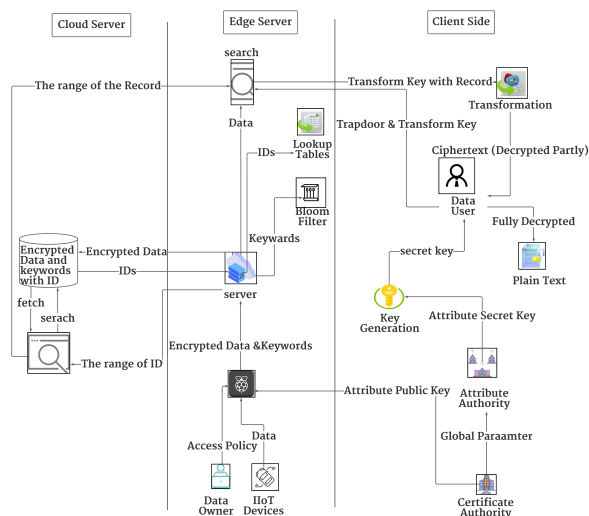 Cloud Server
Edge Server
Client Side
search
The range of the Record
Transform Key with Record
Transformation
Data
Trapdoor & Transform Key
Lookup
Tables
IDs
Ciphertext (Decrypted Partly)
Data
User
Bloom
Filter
Keywords
Fully Decrypted
Plain Text
Encrypted
Data and
keywords
with ID
Encrypted Data
IDs
server
secret key
fetch
serach
Key
Generation
Attribute Secret Key
Encrypted Data &Keywords
The range of ID
Attribute Public Key
Attribute
Authority
Access Policy
Data
Global Paraamter
Data
Owner
IIoT
Devices
Certificate
Authority